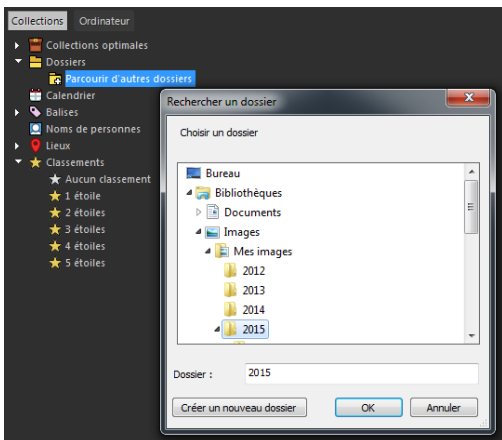 Collections Ordinateur
Collections optimales
Dossiers
Parcourir d'autres dossiers
Calendrier
Balises
Noms de personnes
Lieux
Classements
Aucun classement
1 étoile
2 étoiles
3 étoiles
4 étoiles
5 étoiles
Rechercher un dossier
Choisir un dossier
Bureau
Bibliothèques
Documents
Images
Mes images
2012
2013
2014
2015
Dossier : 2015
Créer un nouveau dossier OK Annuler